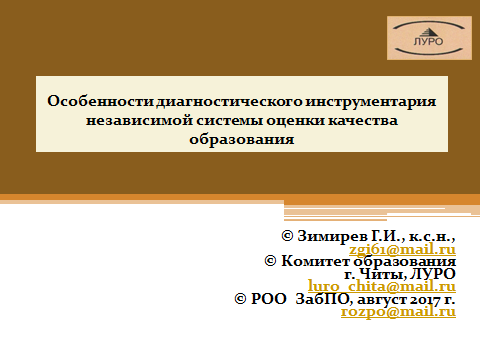 ЛУРО
Особенности диагностического инструментария
независимой системы оценки качества
образования
© Зимирев Г.И., к.с.н.,
zgi61@mail.ru
© Комитет образования
г. Читы, ЛУРО
luro_chita@mail.ru
© РОО ЗабПО, август 2017 г.
rozpo@mail.ru